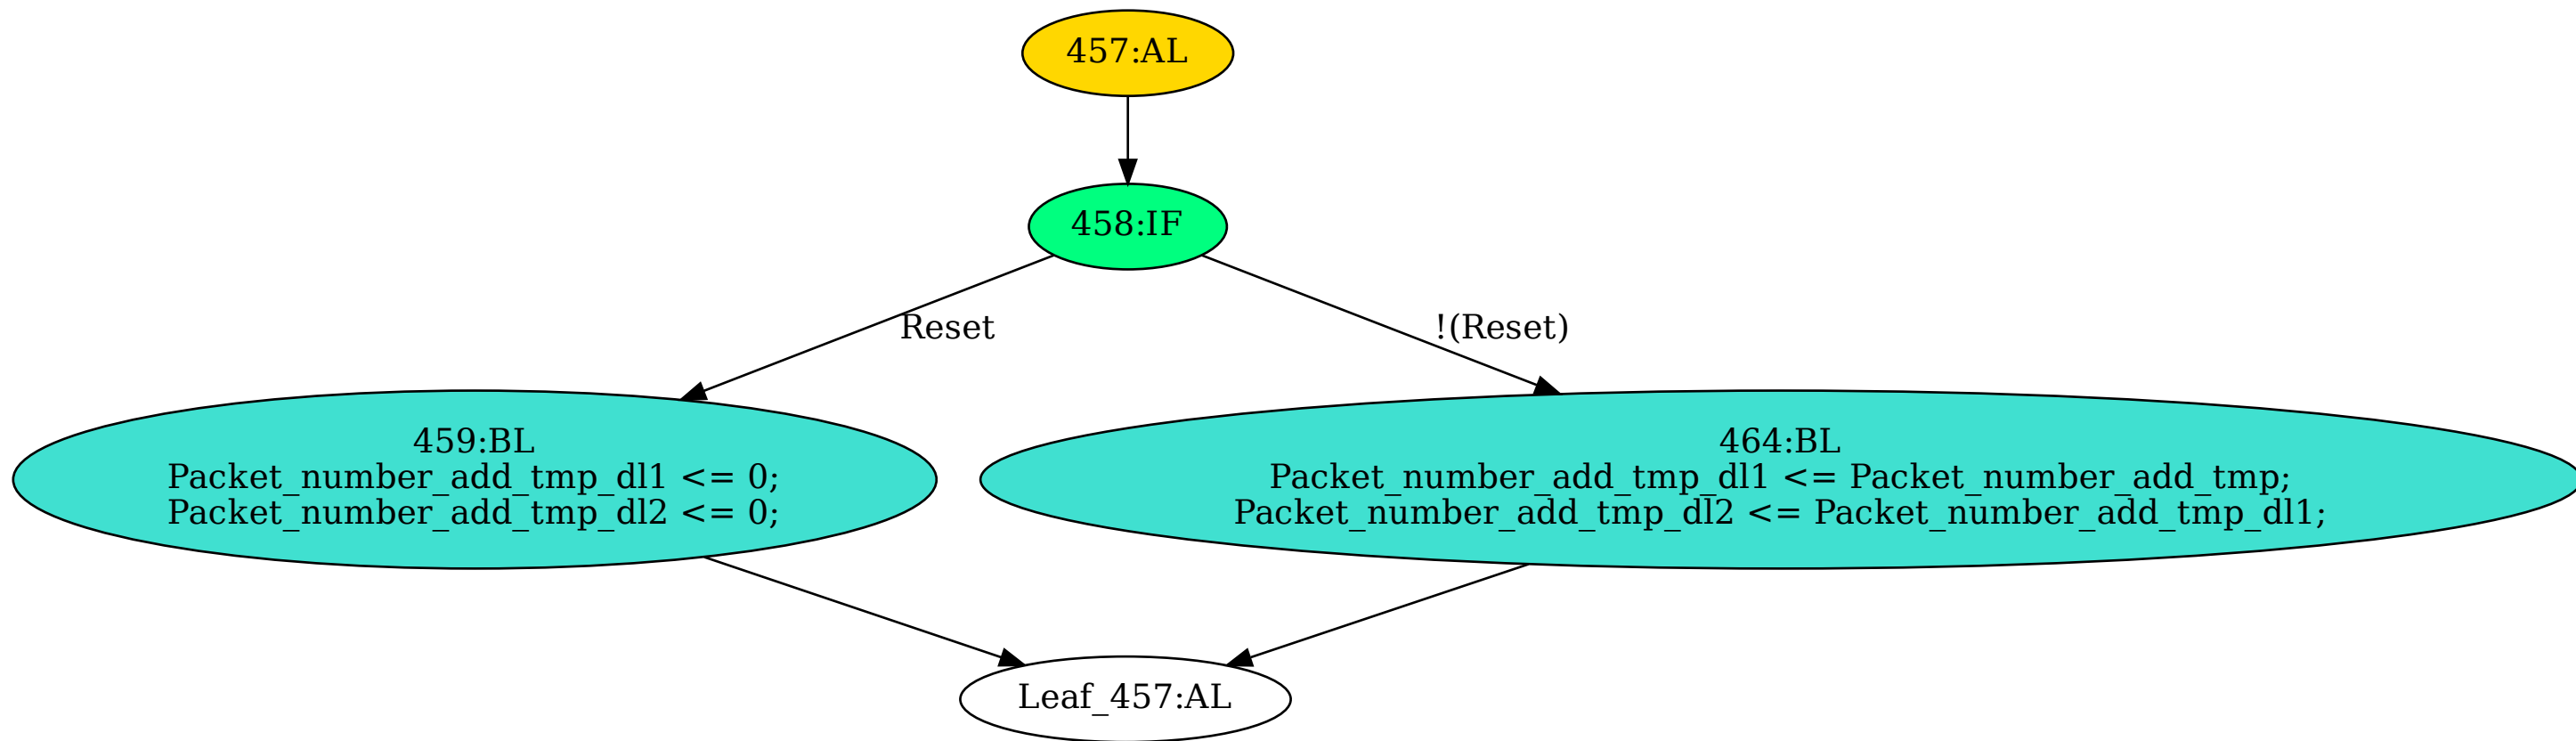 457:AL
458:IF
Reset
!(Reset)
459:BL
Packet_number_add_tmp_dl1 <= 0;
Packet_number_add_tmp_dl2 <= 0;
464:BL
Packet_number_add_tmp_dl1 <= Packet_number_add_tmp;
Packet_number_add_tmp_dl2 <= Packet_number_add_tmp_dl1;
Leaf_457:AL